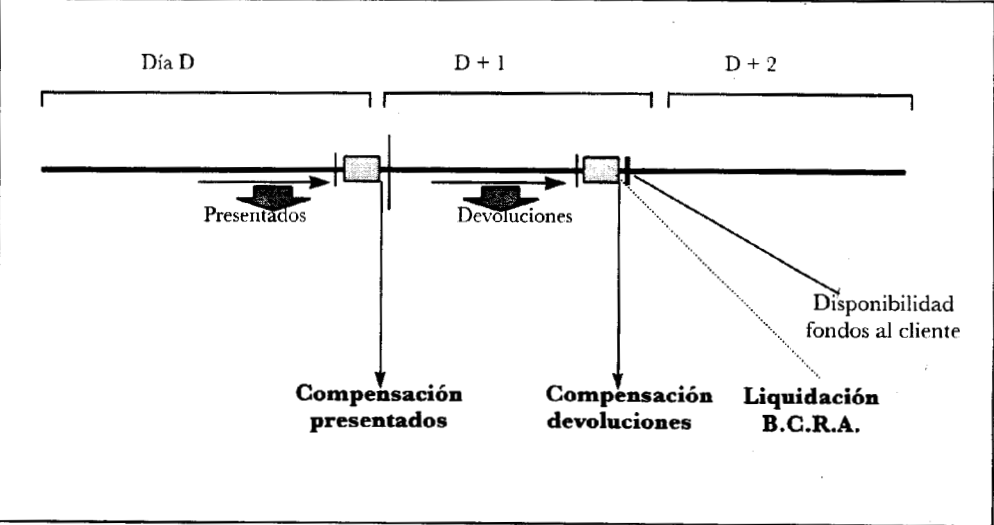 Día D
D + 1
D + 2
Presentados
Devoluciones
Disponibilidad
fondos al cliente
Compensación
presentados
Compensación
devoluciones
Liquidación
B.C.R.A.